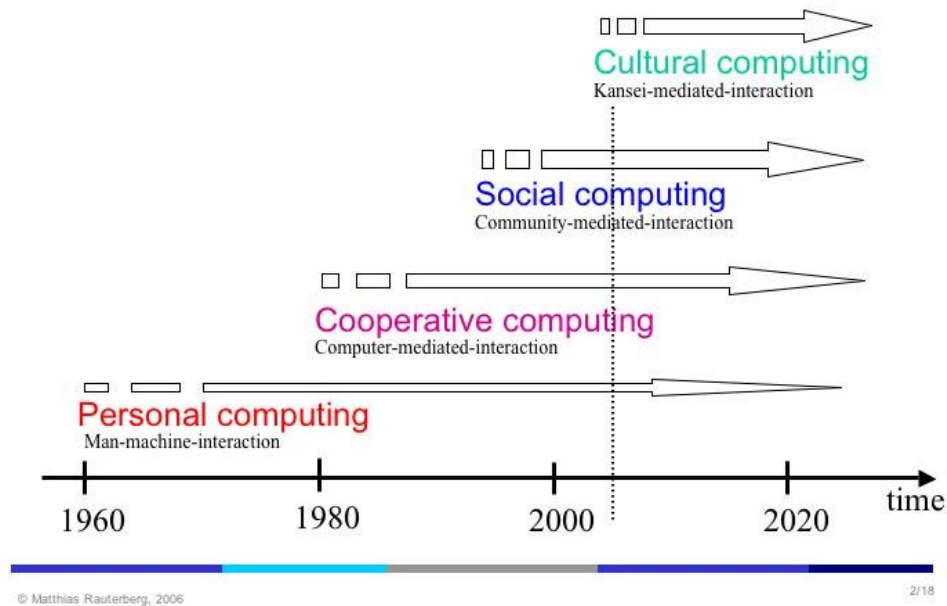 Cultural computing
Kansei-mediated-interaction
Social computing
Community-mediated-interaction
Cooperative computing
Computer-mediated-interaction
Personal computing
Man-machine-interaction
time
1960 1980 2000 2020
© Matthias Rauterberg, 2006
2/18